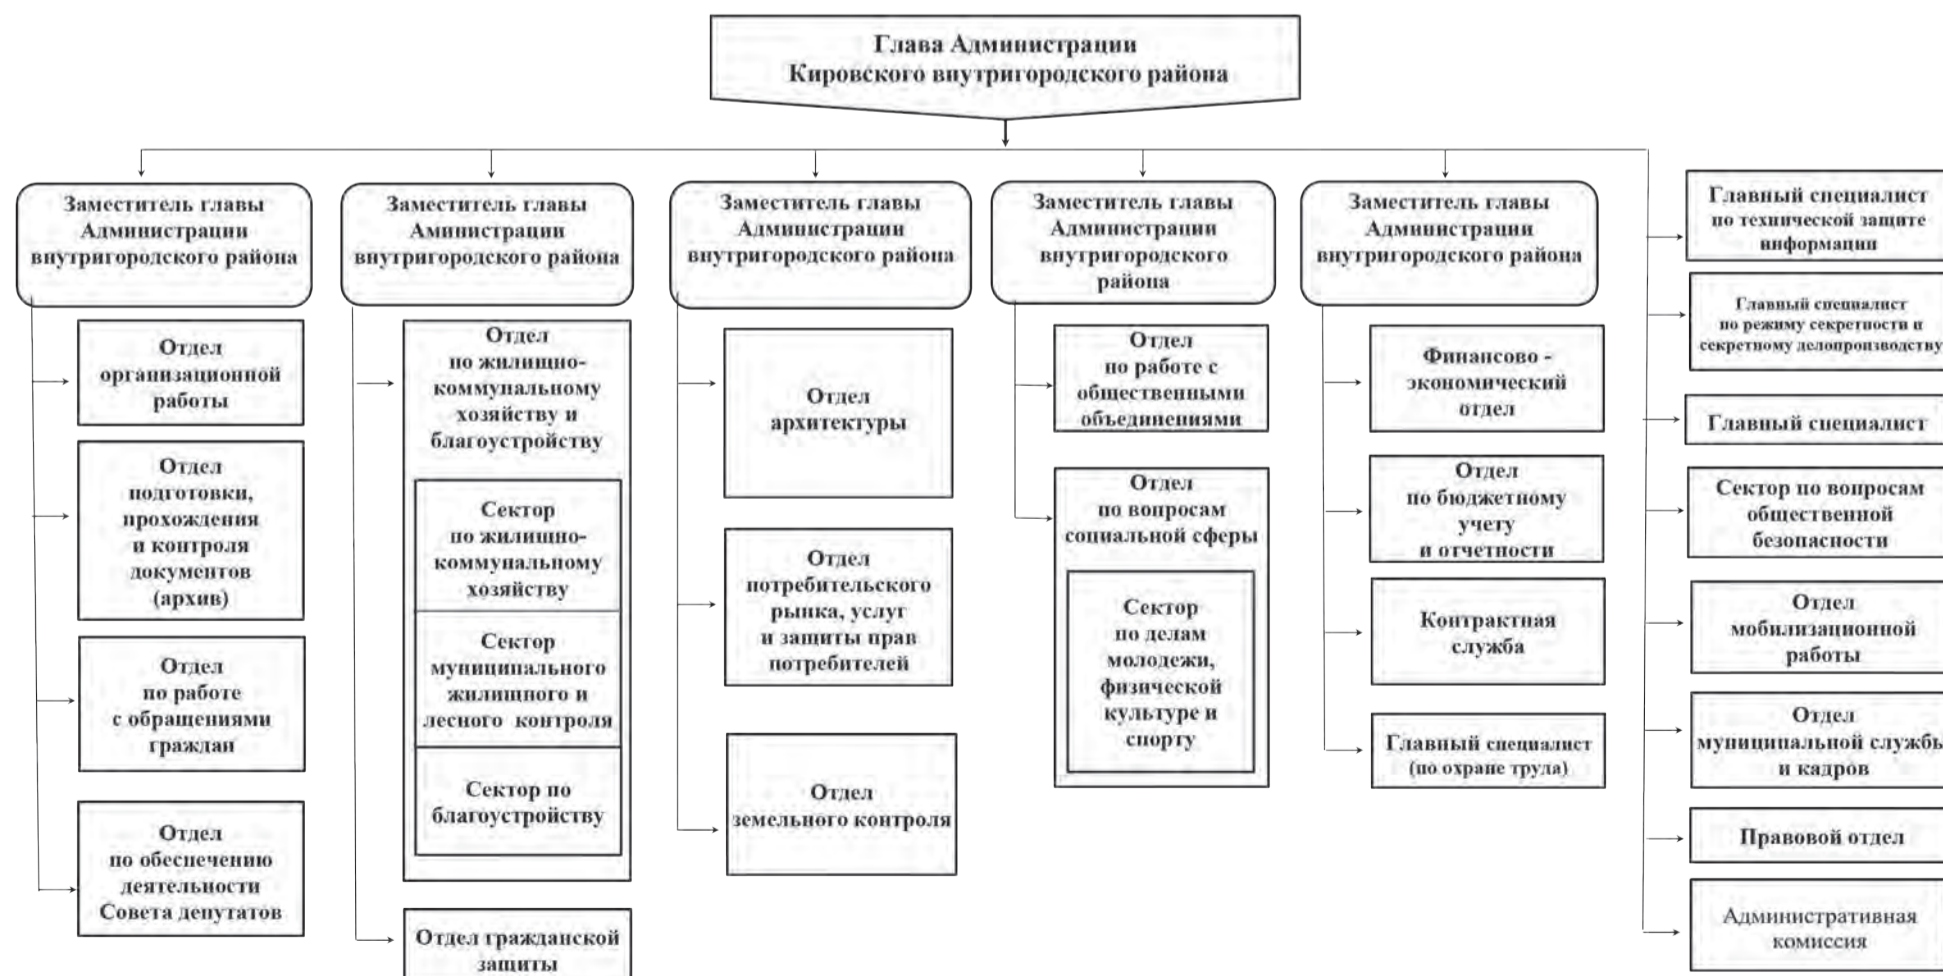 Глава Администрации
Кировского внутригородского района
Заместитель главы
Администрации
внутригородского района
Отдел
организационной
работы
Отдел
подготовки,
прохождения
и контроля
документов
(архив)
Отдел
по работе
с обращениями
граждан
Отдел
по обеспечению
деятельности
Совета депутатов
Заместитель главы
Аминистрации
внутригородского района
Отдел
по жилищно-
коммунальному
хозяйству и
благоустройству
Сектор
по жилищно-
коммунальному
хозяйству
Сектор
муниципального
жилищного и
лесного контроля
Сектор по
благоустройству
Отдел гражданской
защиты
Заместитель главы
Администрации
внутригородского района
Отдел
архитектуры
Отдел
потребительского
рынка, услуг
и защиты прав
потребителей
Отдел
земельного контроля
Заместитель главы
Администрации
внутригородского
района
Отдел
по работе с
общественными
объединениями
Отдел
по вопросам
социальной сферы
Сектор
по делам
молодежи,
физической
культуре и
спорту
Заместитель главы
Администрации
внутригородского района
Финансово -
экономический
отдел
Отдел
по бюджетному
учету
и отчетности
Контрактная
служба
Главный специалист
(по охране труда)
Главный специалист
по технической защите
информации
Главный специалист
по режиму секретности и
секретному делопроизводству
Главный специалист
Сектор по вопросам
общественной
безопасности
Отдел
мобилизационной
работы
Отдел
муниципальной службы
и кадров
Правовой отдел
Административная
комиссия